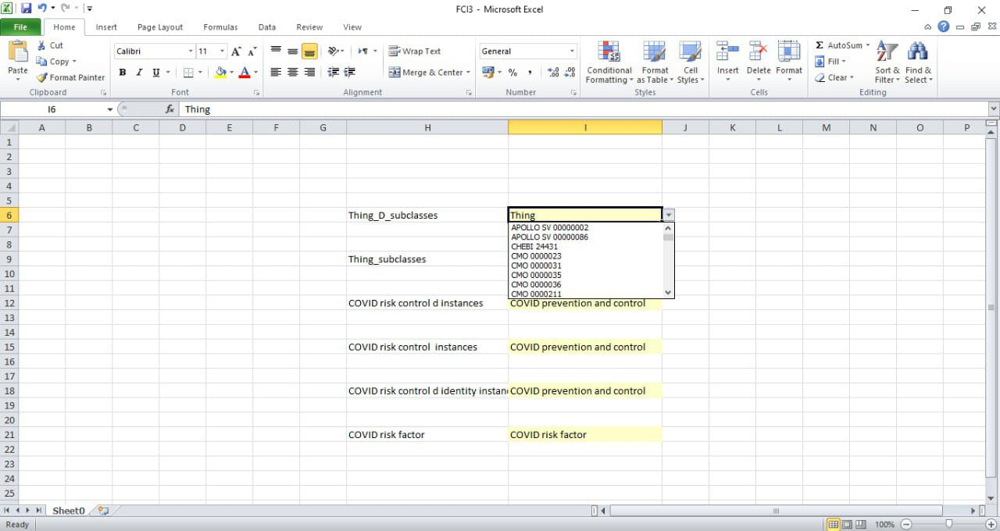 FCI3 - Microsoft Excel
File Home Insert Page Layout Formulas Data Review View
Paste
Cut
Copy
Format Painter
Clipboard
Calibri 11
B I U
Font
Wrap Text
Merge & Center
Alignment
General
Number
Conditional Formatting
Format as Table
Cell Styles
Styles
Insert Delete Format
Cells
AutoSum
Fill
Clear
Sort & Filter
Find & Select
Editing
I6 fx Thing
A B C D E F G H I J K L M N O P
1
2
3
4
5
6 Thing_D_subclasses Thing
APOLLO SV 00000002
APOLLO SV 00000086
7
CHEBI 24431
8
CMO 0000023
9 Thing_subclasses
CMO 0000031
10
CMO 0000035
CMO 0000036
11
CMO 0000211
12 COVID risk control d instances COVID prevention and control
13
14
15 COVID risk control  instances COVID prevention and control
16
17
18 COVID risk control d identity instan COVID prevention and control
19
20
21 COVID risk factor COVID risk factor
22
23
24
25
Sheet0
Ready 100%